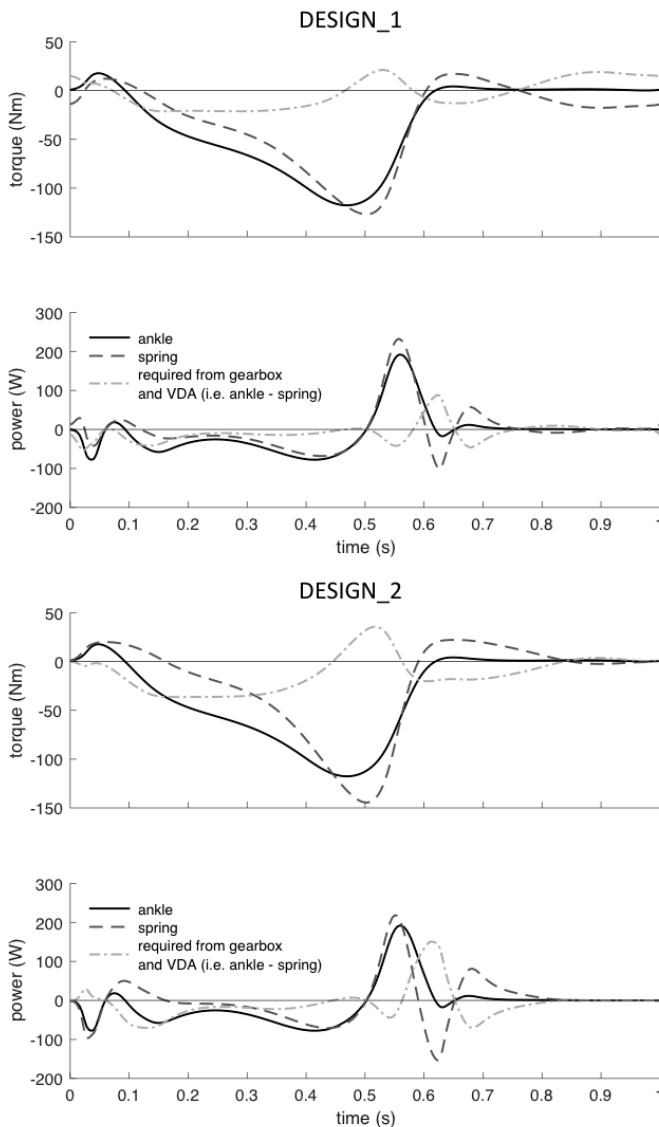 DESIGN_1
50
0
-50
-100
-150
torque (Nm)
300
200
100
0
-100
-200
power (W)
ankle
spring
required from gearbox
and VDA (i.e. ankle - spring)
0 0.1 0.2 0.3 0.4 0.5 0.6 0.7 0.8 0.9 1
time (s)
DESIGN_2
50
0
-50
-100
-150
torque (Nm)
300
200
100
0
-100
-200
power (W)
ankle
spring
required from gearbox
and VDA (i.e. ankle - spring)
0 0.1 0.2 0.3 0.4 0.5 0.6 0.7 0.8 0.9 1
time (s)